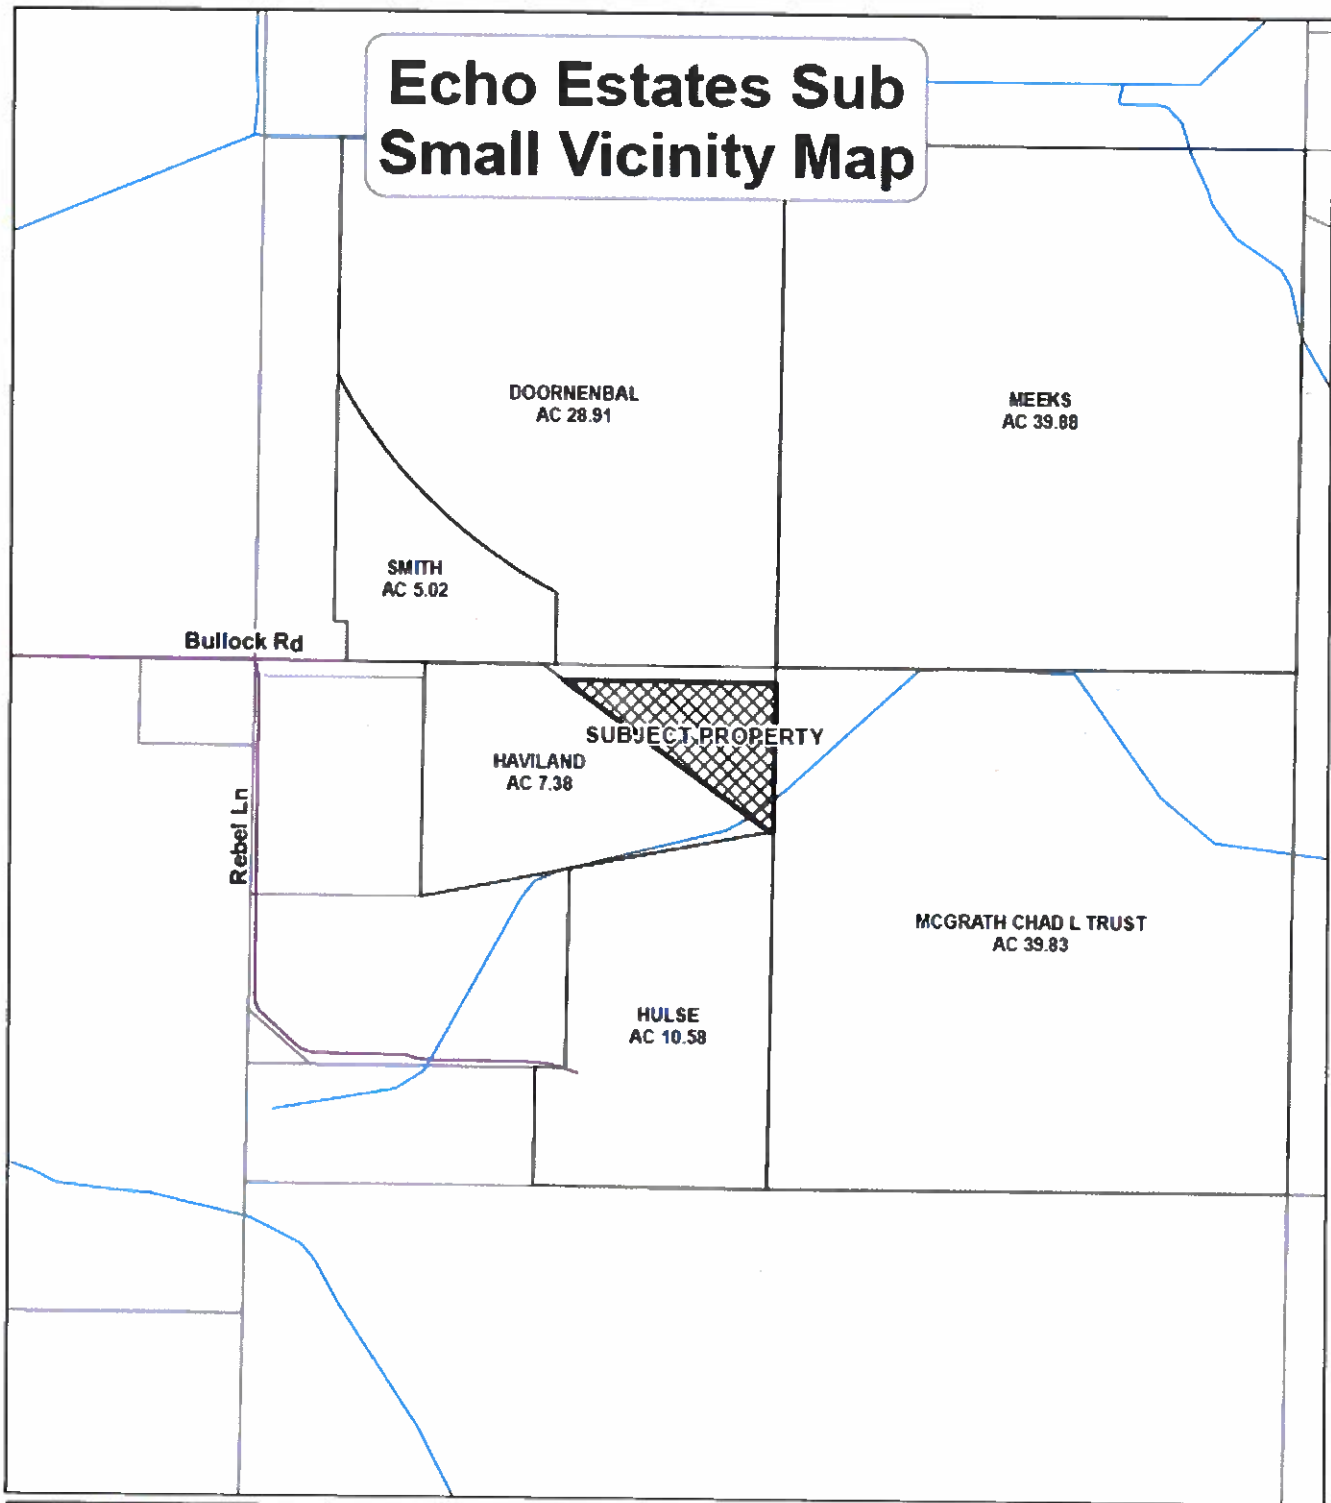 Echo Estates Sub
Small Vicinity Map
DOORNENBAL
AC 28.91
MEEKS
AC 39.88
SMITH
AC 5.02
Bullock Rd
SUBJECT PROPERTY
HAVILAND
AC 7.38
Rebel Ln
MCGRATH CHAD L TRUST
AC 39.83
HULSE
AC 10.58